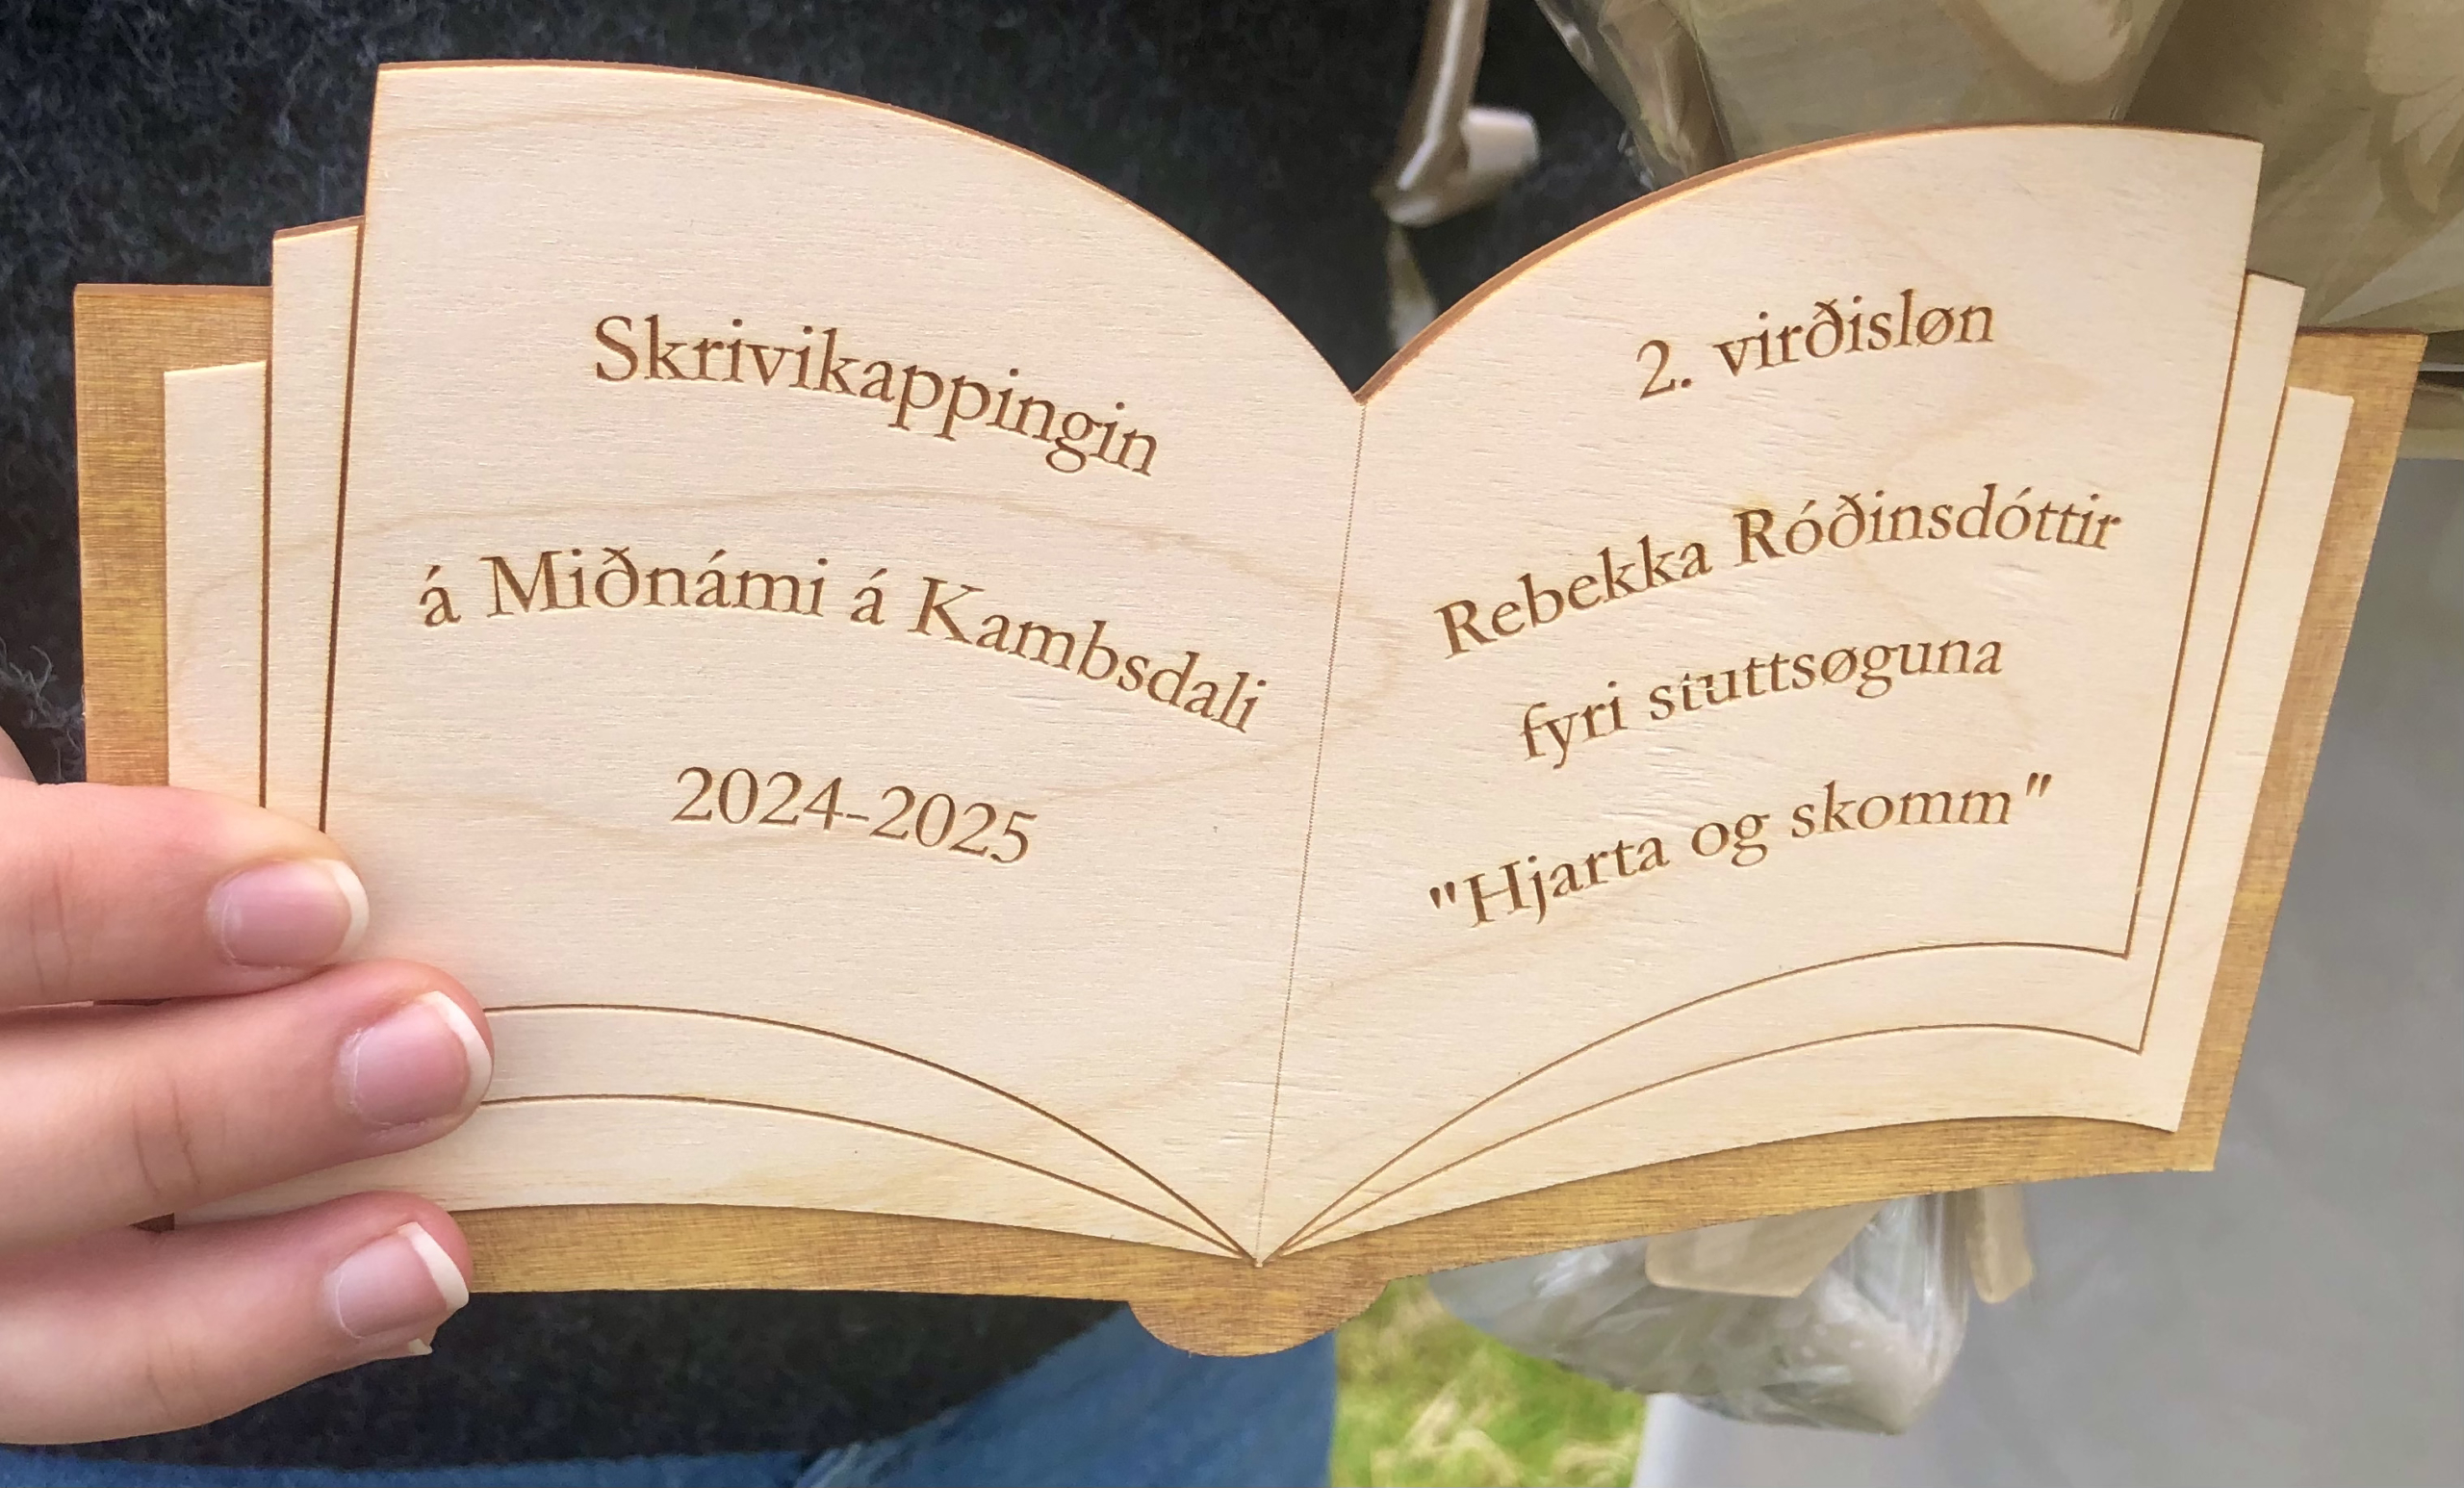 Skrivikappingin
á Miðnámi á Kambsdali
2024-2025
2. virðisløn
Rebekka Róðinsdóttir
fyri stuttsøguna
"Hjarta og skomm"